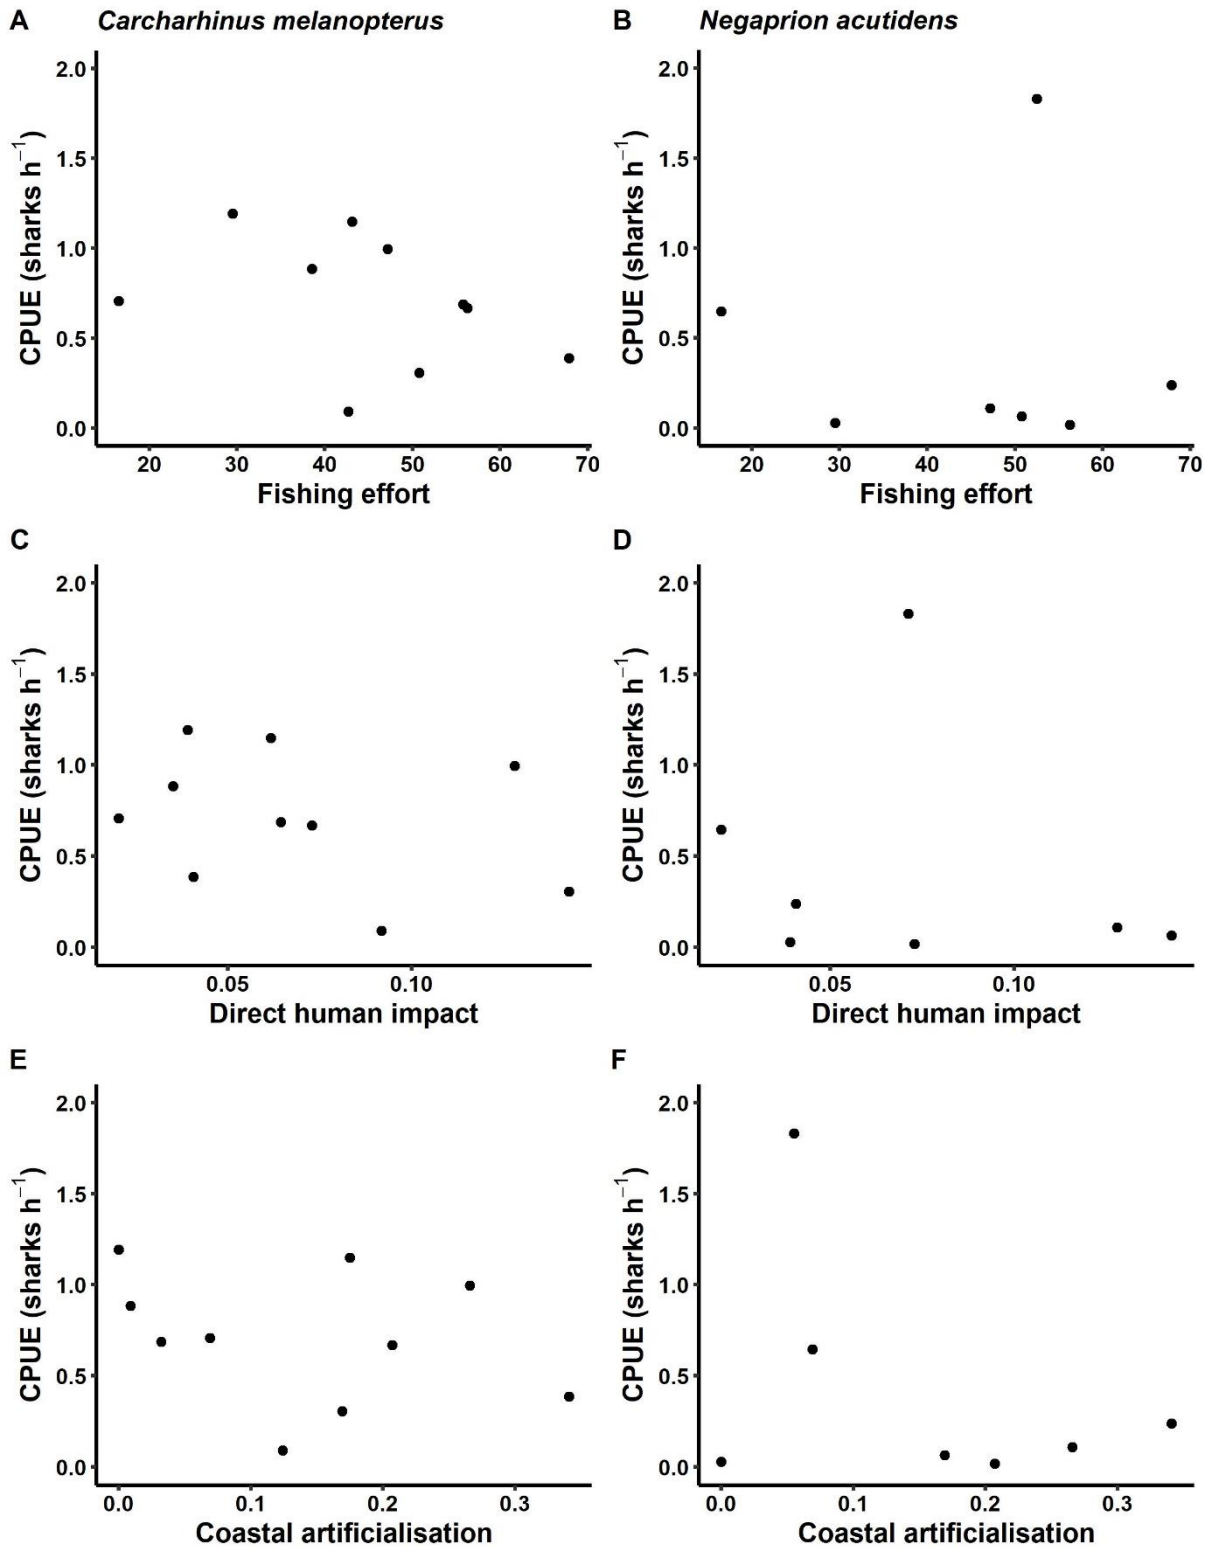 A Carcharhinus melanopterus
B Negaprion acutidens
CPUE (sharks h⁻¹)
2.0
1.5
1.0
0.5
0.0
20 30 40 50 60 70
Fishing effort
CPUE (sharks h⁻¹)
2.0
1.5
1.0
0.5
0.0
20 30 40 50 60 70
Fishing effort
C
CPUE (sharks h⁻¹)
2.0
1.5
1.0
0.5
0.0
0.05 0.10
Direct human impact
D
CPUE (sharks h⁻¹)
2.0
1.5
1.0
0.5
0.0
0.05 0.10
Direct human impact
E
CPUE (sharks h⁻¹)
2.0
1.5
1.0
0.5
0.0
0.0 0.1 0.2 0.3
Coastal artificialisation
F
CPUE (sharks h⁻¹)
2.0
1.5
1.0
0.5
0.0
0.0 0.1 0.2 0.3
Coastal artificialisation